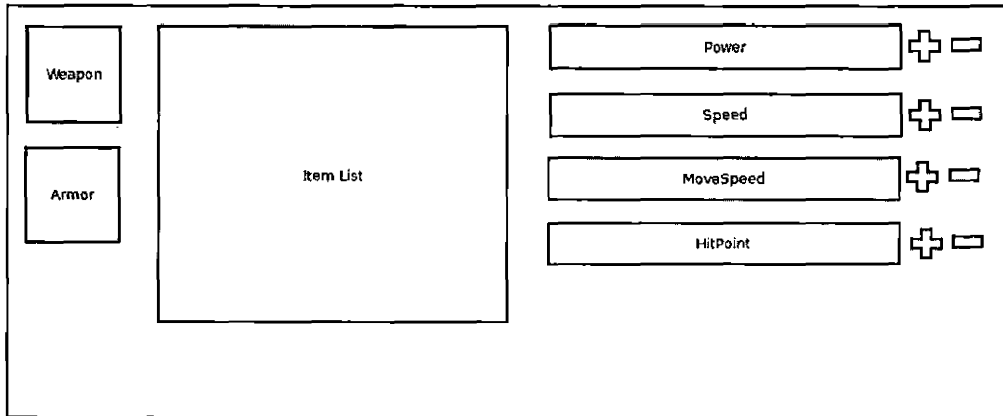 Weapon
Armor
Item List
Power
Speed
MoveSpeed
HitPoint